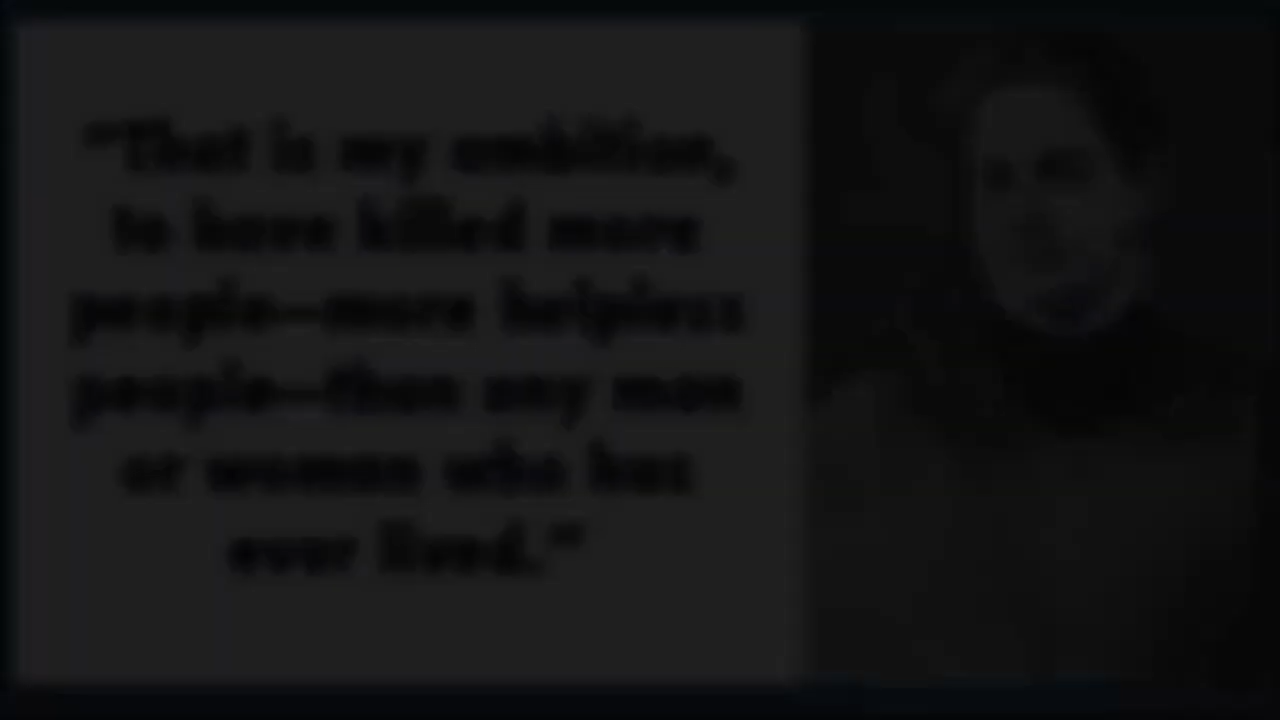 "That is my ambition,
to have killed more
people—more helpless
people—than any man
or woman who has
ever lived."